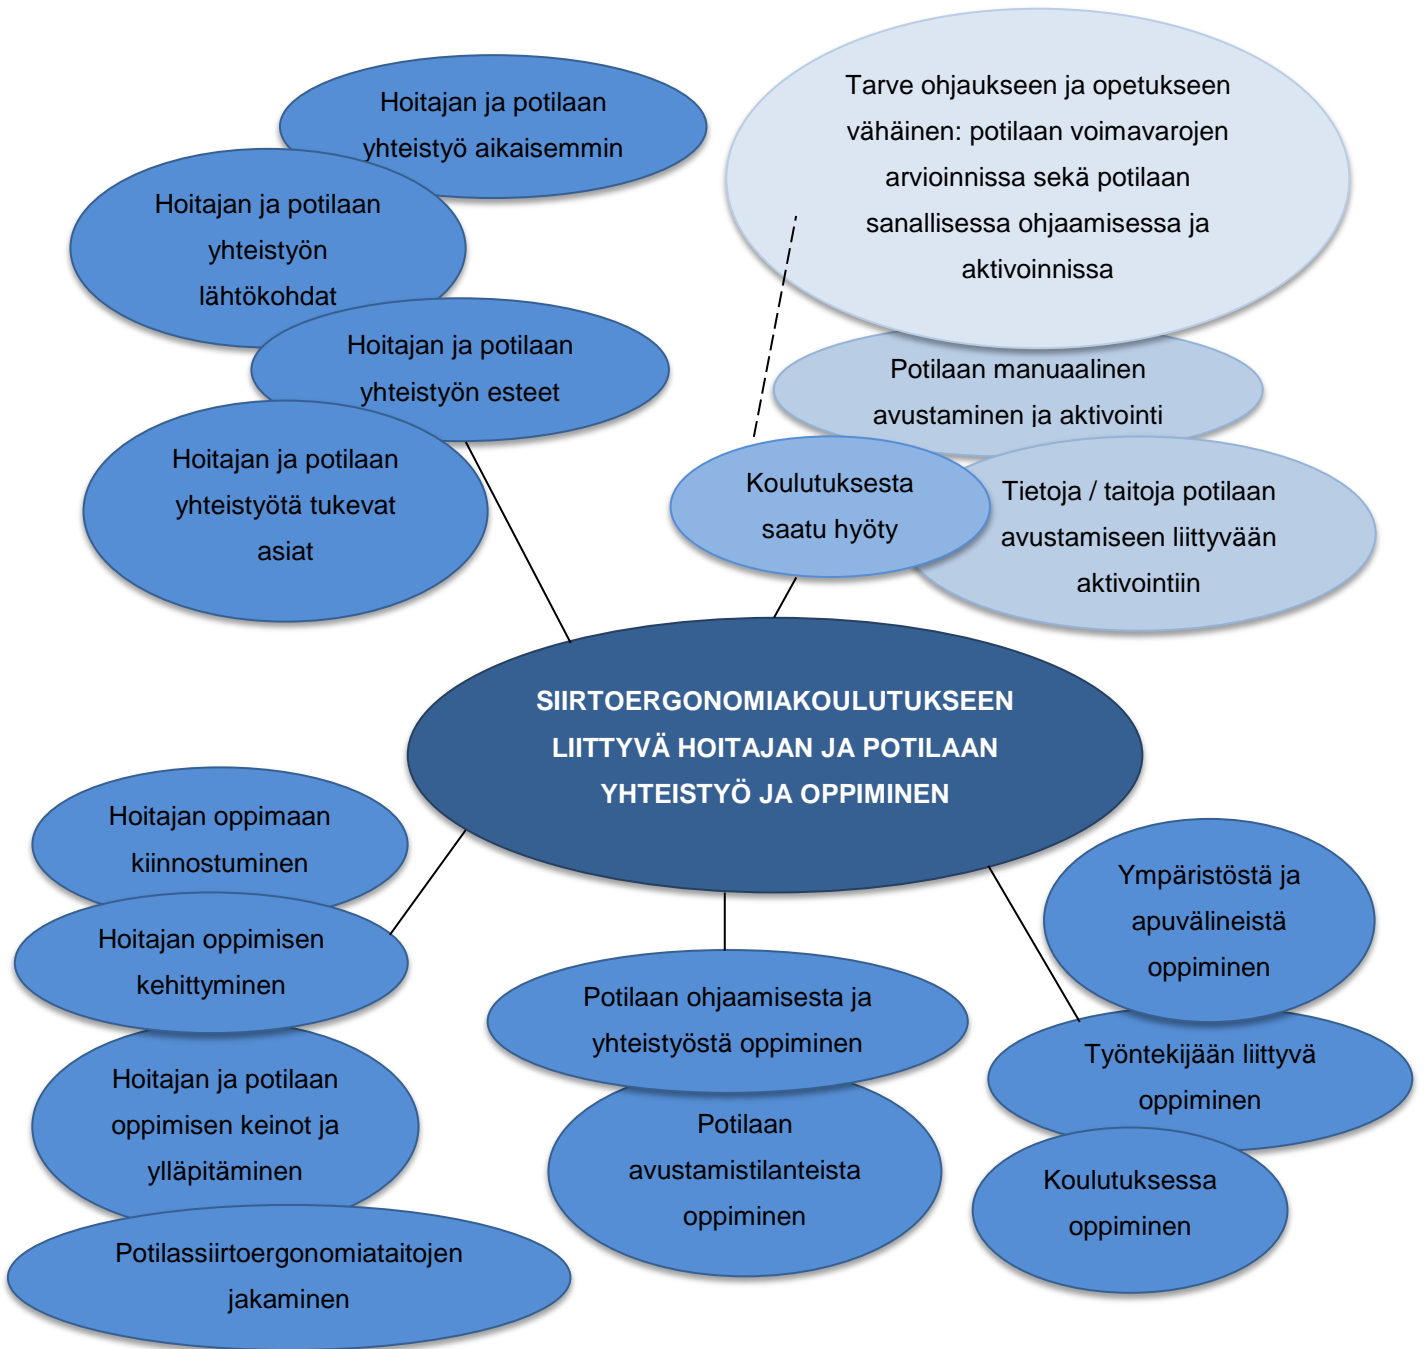 Hoitajan ja potilaan
yhteistyö aikaisemmin
Hoitajan ja potilaan
yhteistyön
lähtökohdat
Hoitajan ja potilaan
yhteistyön esteet
Hoitajan ja potilaan
yhteistyötä tukevat
asiat
Tarve ohjaukseen ja opetukseen
vähäinen: potilaan voimavarojen
arvioinnissa sekä potilaan
sanallisessa ohjaamisessa ja
aktivoinnissa
Potilaan manuaalinen
avustaminen ja aktivointi
Koulutuksesta
saatu hyöty
Tietoja / taitoja potilaan
avustamiseen liittyvään
aktivointiin
SIIRTOERGONOMIAKOULUTUKSEEN
LIITTYVÄ HOITAJAN JA POTILAAN
YHTEISTYÖ JA OPPIMINEN
Hoitajan oppimaan
kiinnostuminen
Hoitajan oppimisen
kehittyminen
Hoitajan ja potilaan
oppimisen keinot ja
ylläpitäminen
Potilassiirtoergonomiataitojen
jakaminen
Potilaan ohjaamisesta ja
yhteistyöstä oppiminen
Potilaan
avustamistilanteista
oppiminen
Ympäristöstä ja
apuvälineistä
oppiminen
Työntekijään liittyvä
oppiminen
Koulutuksessa
oppiminen